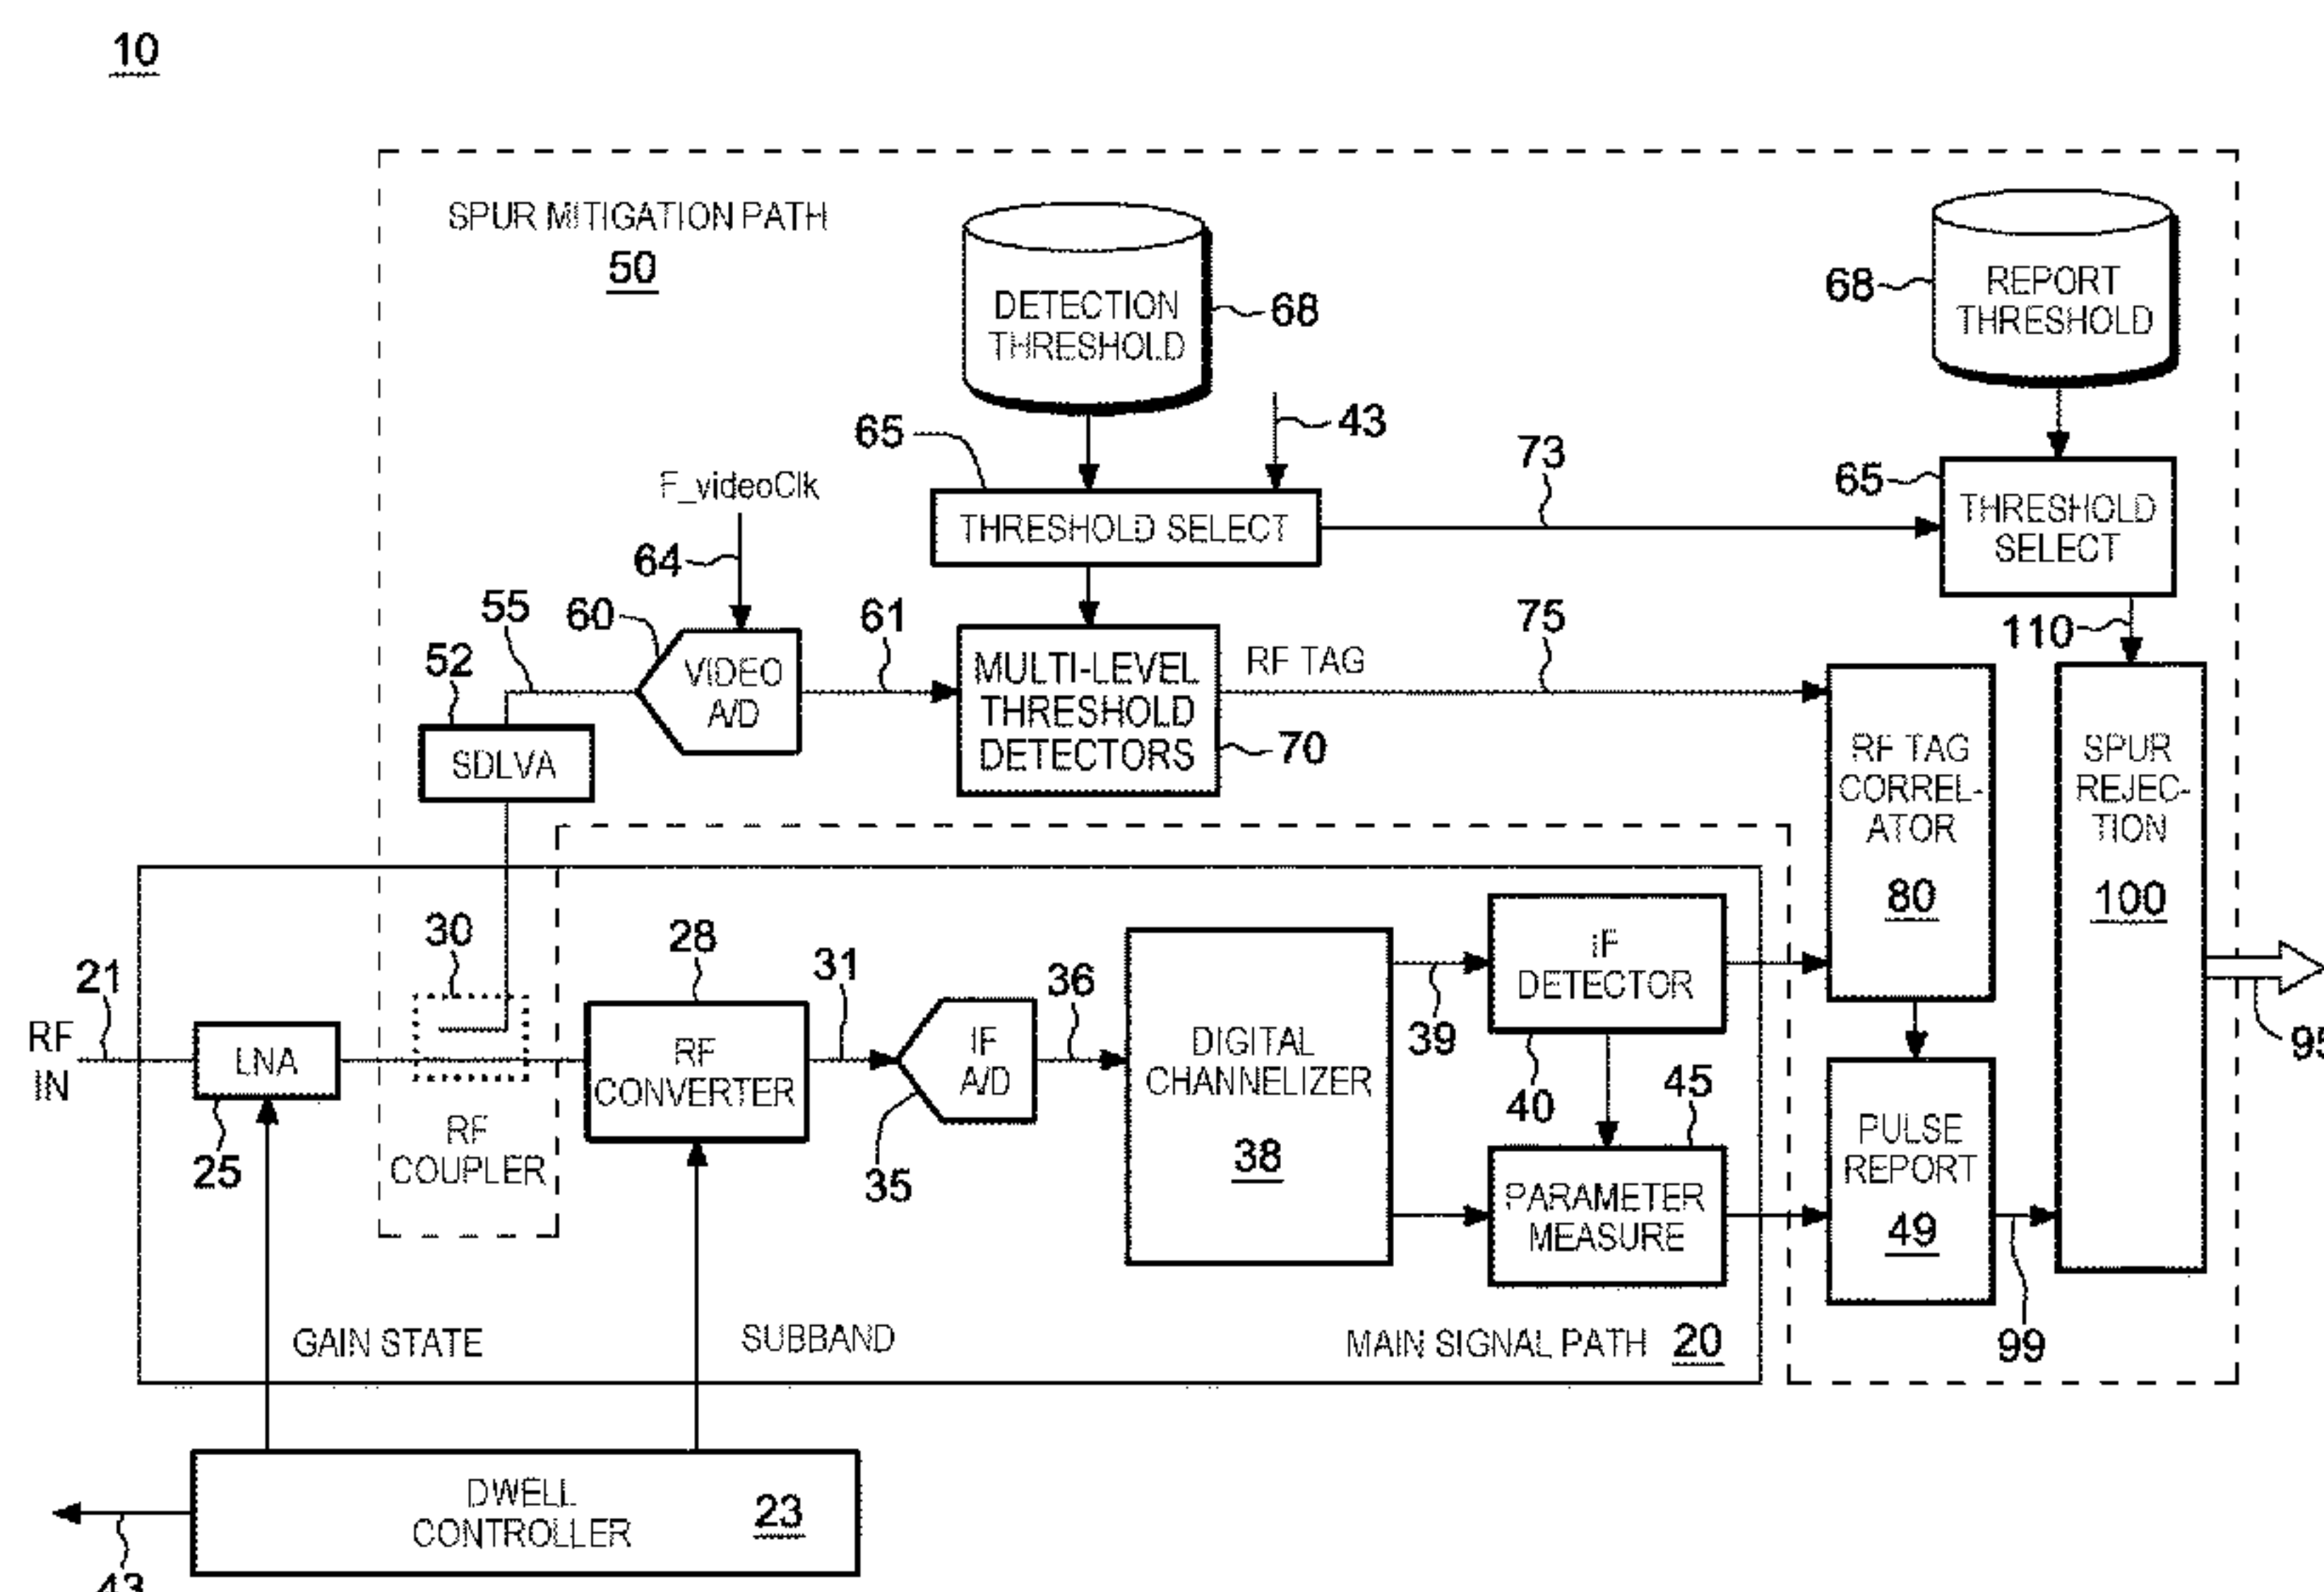 10
SPUR MITIGATION PATH
50
DETECTION
THRESHOLD
68
68
REPORT
THRESHOLD
65
43
73
65
THRESHOLD SELECT
THRESHOLD
SELECT
F_videoClk
64
110
55
60
61
75
52
VIDEO
A/D
MULTI-LEVEL
THRESHOLD
DETECTORS
RF TAG
70
SDLVA
RF TAG
CORREL-
ATOR
80
SPUR
REJEC-
TION
100
30
28
31
36
21
RF
IN
LNA
25
RF
COUPLER
RF
CONVERTER
IF
A/D
35
DIGITAL
CHANNELIZER
38
39
IF
DETECTOR
40
45
PARAMETER
MEASURE
PULSE
REPORT
49
95
99
GAIN STATE
SUBBAND
MAIN SIGNAL PATH 20
DWELL
CONTROLLER
23
43